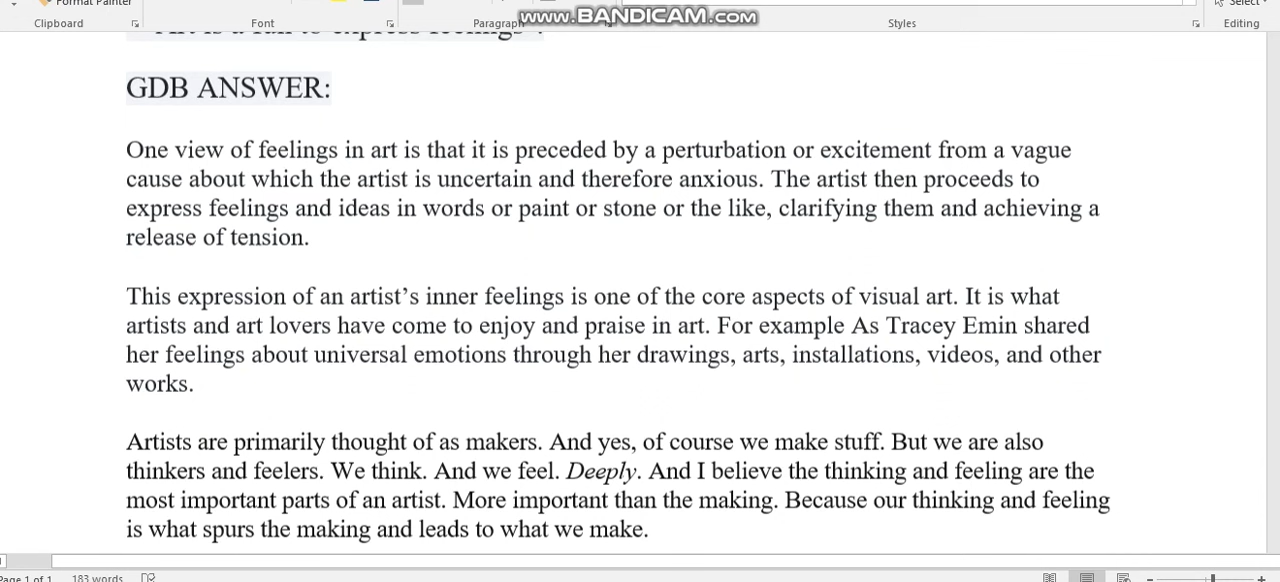 Format Painter
Select
Clipboard Font Paragraph Styles Editing
www.BANDICAM.com
Art is a fun to express feelings".
GDB ANSWER:
One view of feelings in art is that it is preceded by a perturbation or excitement from a vague
cause about which the artist is uncertain and therefore anxious. The artist then proceeds to
express feelings and ideas in words or paint or stone or the like, clarifying them and achieving a
release of tension.
This expression of an artist’s inner feelings is one of the core aspects of visual art. It is what
artists and art lovers have come to enjoy and praise in art. For example As Tracey Emin shared
her feelings about universal emotions through her drawings, arts, installations, videos, and other
works.
Artists are primarily thought of as makers. And yes, of course we make stuff. But we are also
thinkers and feelers. We think. And we feel. Deeply. And I believe the thinking and feeling are the
most important parts of an artist. More important than the making. Because our thinking and feeling
is what spurs the making and leads to what we make.
Page 1 of 1 183 words